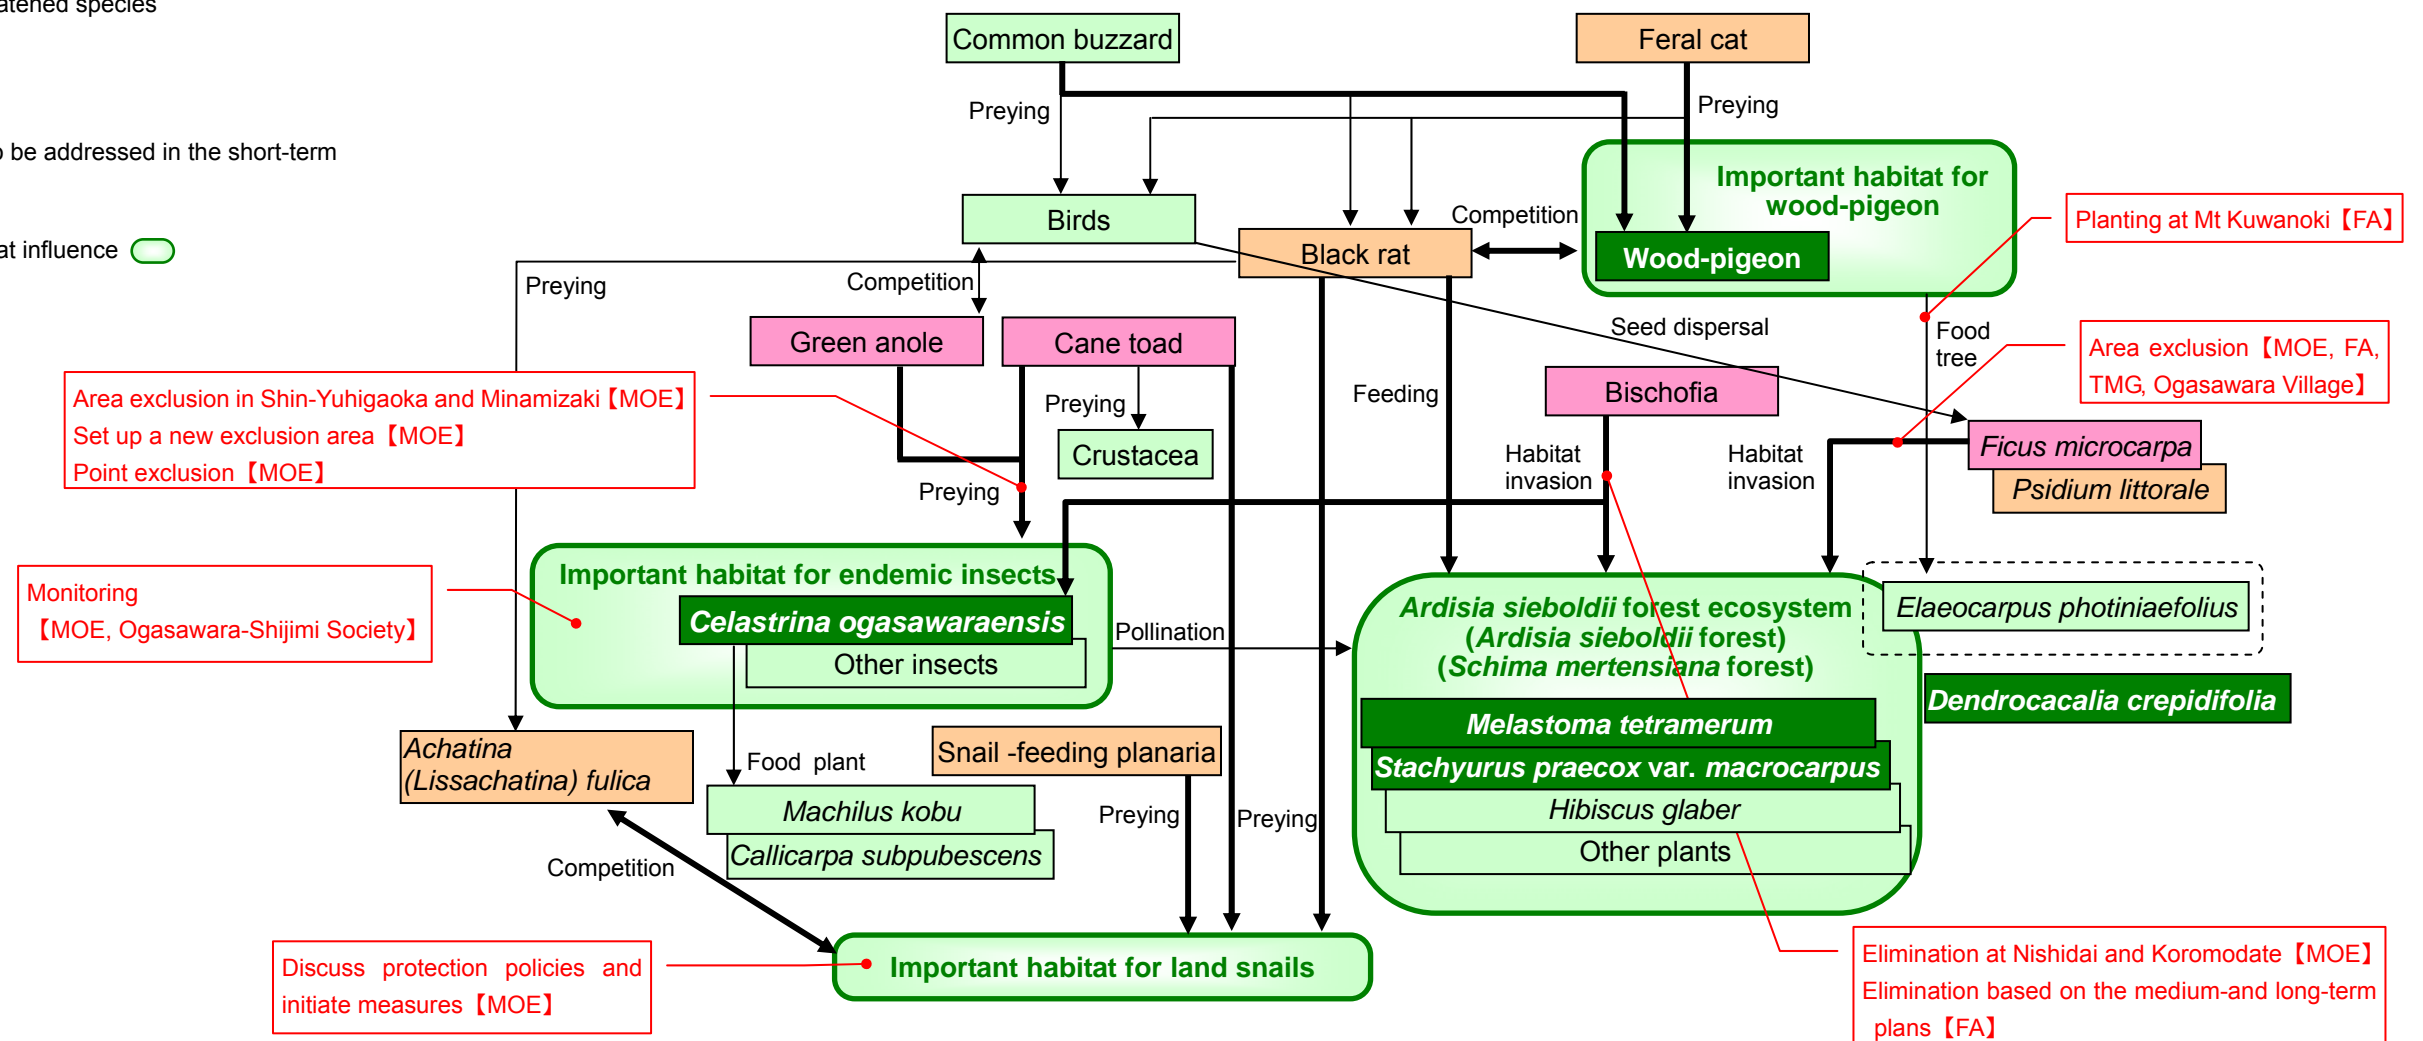 atened species
o be addressed in the short-term
at influence
Common buzzard
Feral cat
Preying
Preying
Important habitat for
wood-pigeon
Wood-pigeon
Planting at Mt Kuwanoki【FA】
Birds
Competition
Black rat
Preying
Competition
Seed dispersal
Food
tree
Area exclusion【MOE, FA,
TMG, Ogasawara Village】
Green anole
Cane toad
Feeding
Bischofia
Area exclusion in Shin-Yuhigaoka and Minamizaki【MOE】
Set up a new exclusion area【MOE】
Point exclusion【MOE】
Preying
Crustacea
Preying
Habitat
invasion
Habitat
invasion
Ficus microcarpa
Psidium littorale
Monitoring
【MOE, Ogasawara-Shijimi Society】
Important habitat for endemic insects
Celastrina ogasawaraensis
Other insects
Pollination
Ardisia sieboldii forest ecosystem
(Ardisia sieboldii forest)
(Schima mertensiana forest)
Elaeocarpus photiniaefolius
Dendrocacalia crepidifolia
Melastoma tetramerum
Stachyurus praecox var. macrocarpus
Hibiscus glaber
Other plants
Achatina
(Lissachatina) fulica
Food plant
Snail -feeding planaria
Machilus kobu
Callicarpa subpubescens
Preying
Preying
Competition
Discuss protection policies and
initiate measures【MOE】
Important habitat for land snails
Elimination at Nishidai and Koromodate【MOE】
Elimination based on the medium-and long-term
plans【FA】